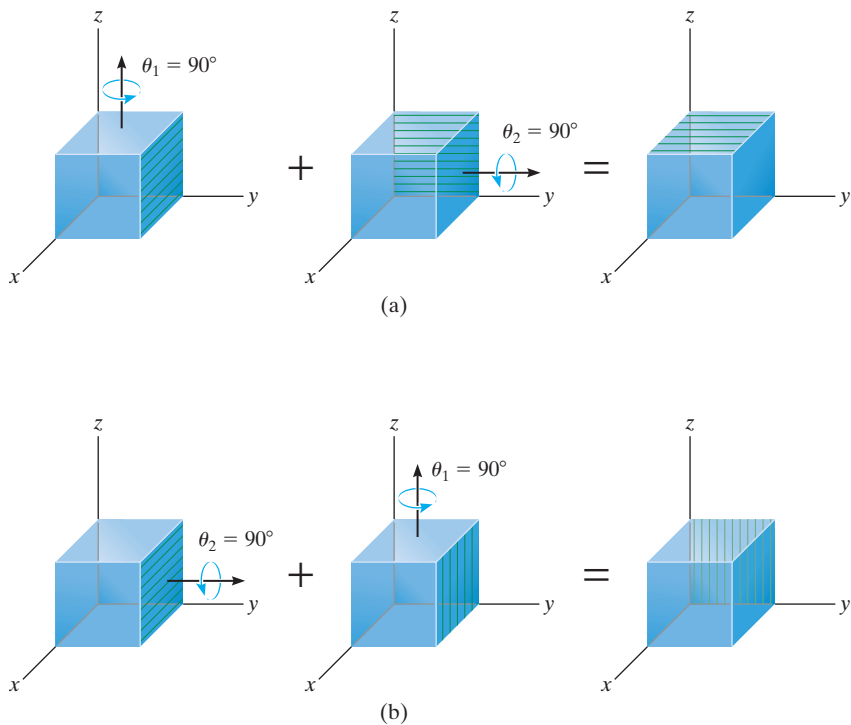 z z z
θ₁ = 90°
θ₂ = 90°
+ =
y y y
x x x
(a)
z z z
θ₁ = 90°
θ₂ = 90°
+ =
y y y
x x x
(b)